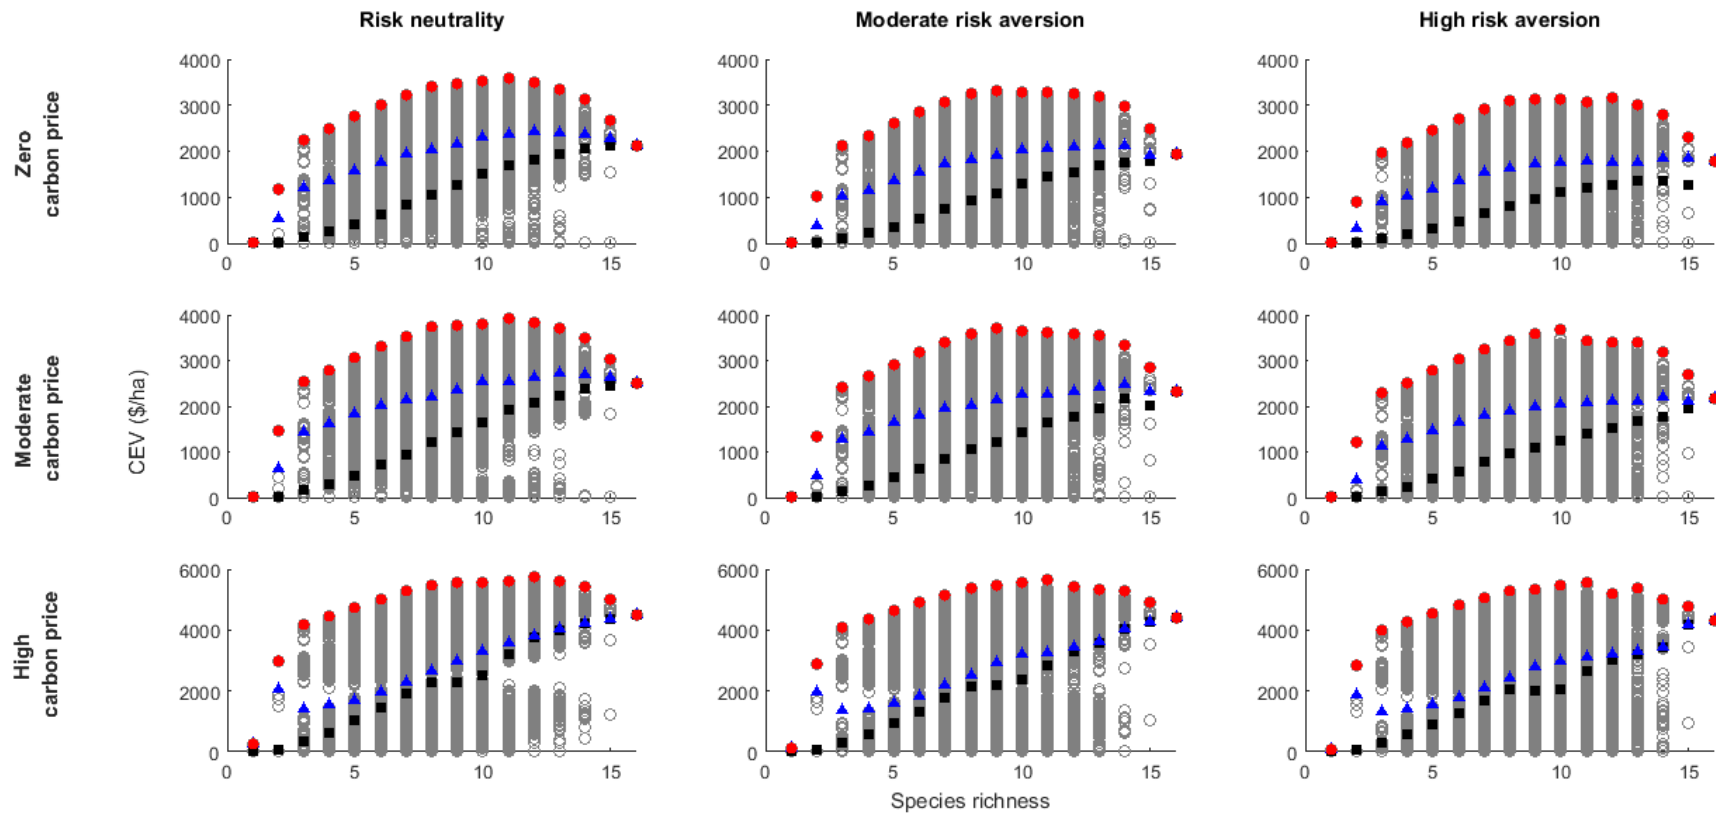 Risk neutrality Moderate risk aversion High risk aversion
Zero
carbon price
4000 3000 2000 1000 0
0 5 10 15
4000 3000 2000 1000 0
0 5 10 15
4000 3000 2000 1000 0
0 5 10 15
Moderate
carbon price
CEV ($/ha)
4000 3000 2000 1000 0
0 5 10 15
4000 3000 2000 1000 0
0 5 10 15
4000 3000 2000 1000 0
0 5 10 15
High
carbon price
6000 4000 2000 0
0 5 10 15
6000 4000 2000 0
0 5 10 15
6000 4000 2000 0
0 5 10 15
Species richness